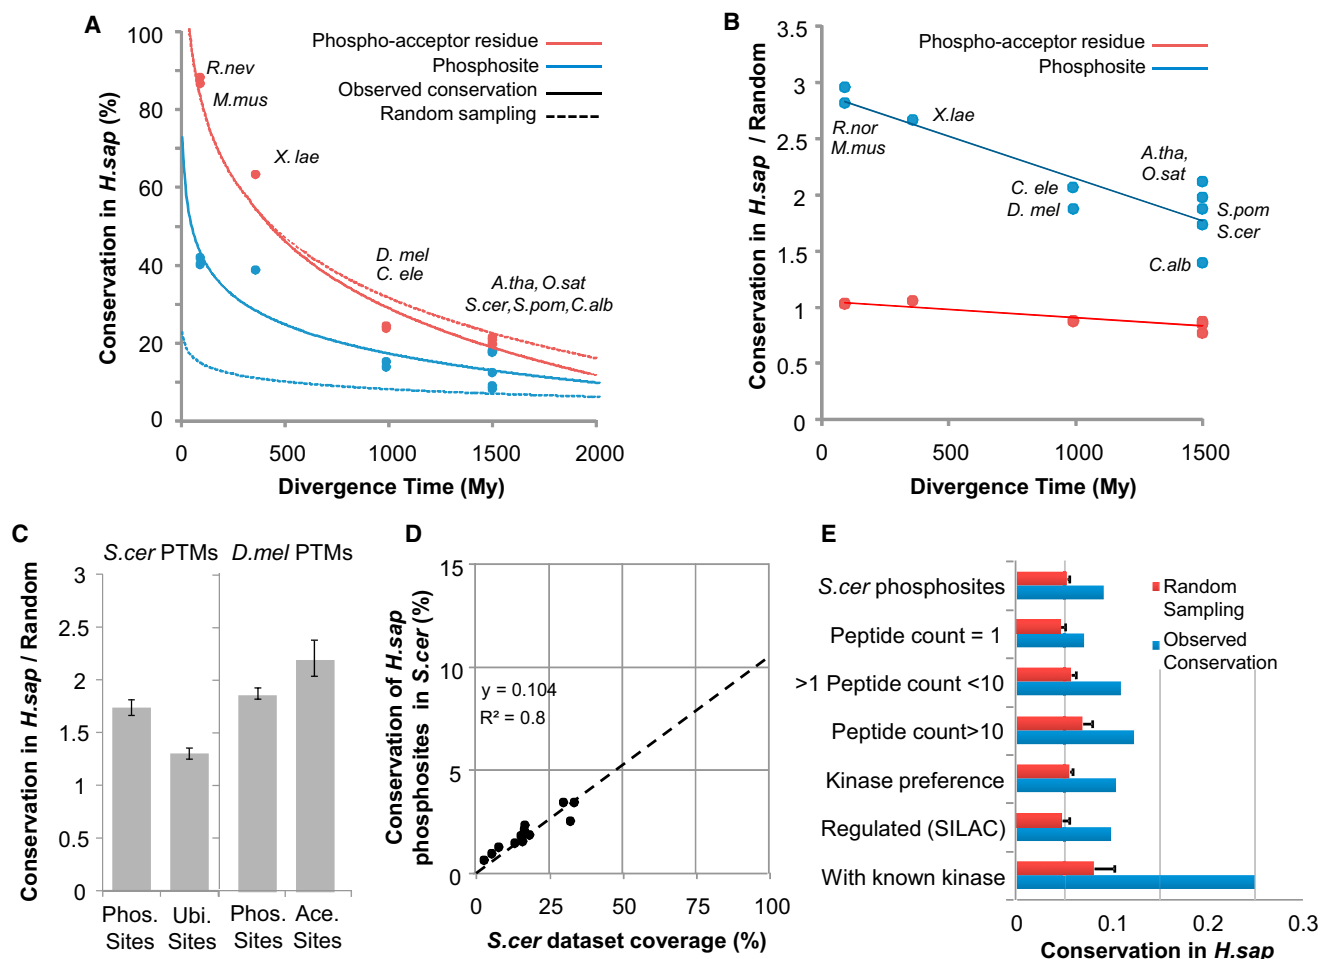 A
Conservation in H.sap (%)
100
80
60
40
20
0
0
500
1000
1500
2000
Divergence Time (My)
Phospho-acceptor residue
Phosphosite
Observed conservation
Random sampling
R.nev
M.mus
X. lae
D. mel
C. ele
A.tha, O.sat
S.cer,S.pom,C.alb
B
Conservation in H.sap / Random
3.5
3
2.5
2
1.5
1
0.5
0
0
500
1000
1500
Divergence Time (My)
Phospho-acceptor residue
Phosphosite
R.nor
M.mus
X.lae
C. ele
D. mel
A.tha,
O.sat
S.pom
S.cer
C.alb
C
S.cer PTMs
D.mel PTMs
Conservation in H.sap / Random
3
2.5
2
1.5
1
0.5
0
Phos.
Sites
Ubi.
Sites
Phos.
Sites
Ace.
Sites
D
Conservation of H.sap
phosphosites in S.cer (%)
15
10
5
0
y = 0.104
R² = 0.8
0
25
50
75
100
S.cer dataset coverage (%)
E
S.cer phosphosites
Peptide count = 1
>1 Peptide count <10
Peptide count>10
Kinase preference
Regulated (SILAC)
With known kinase
Random
Sampling
Observed
Conservation
0
0.1
0.2
0.3
Conservation in H.sap